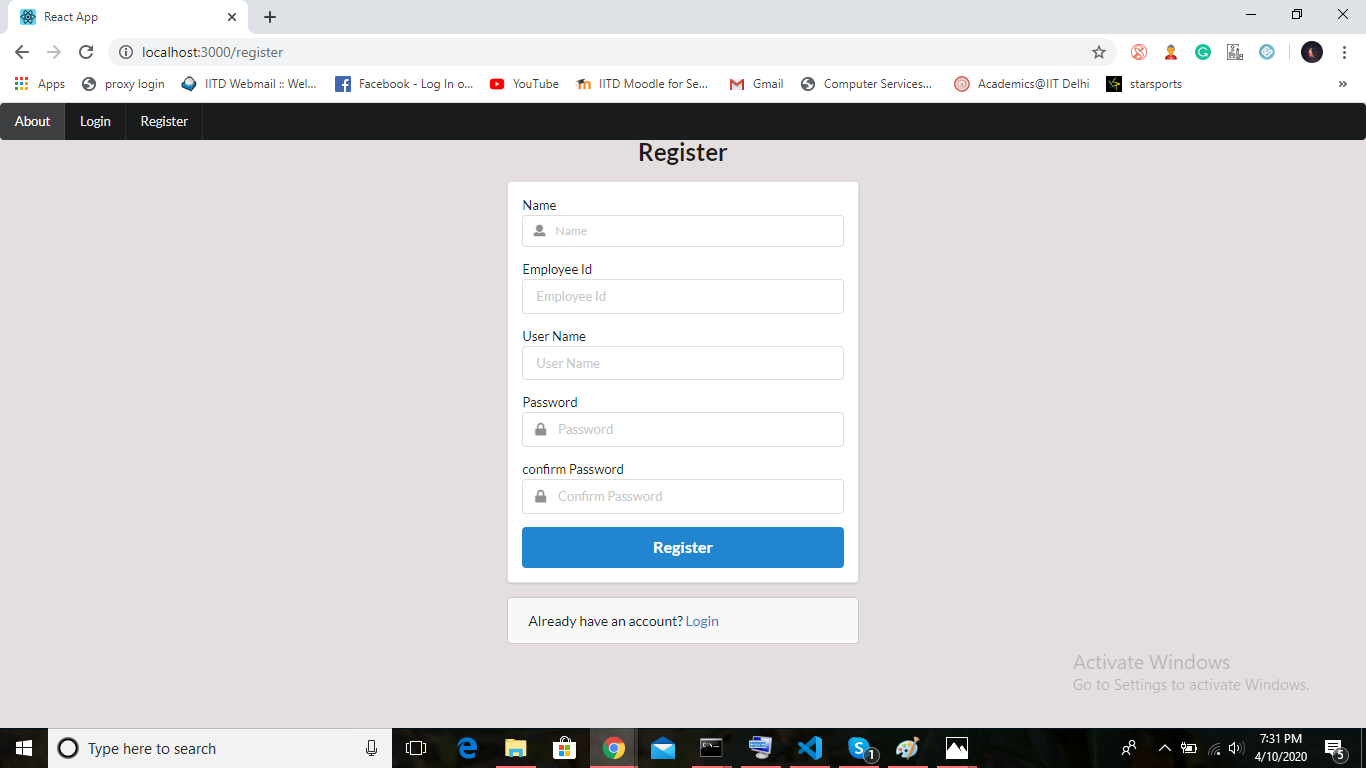 React App
localhost:3000/register
Apps proxy login IITD Webmail :: Wel... Facebook - Log In o... YouTube IITD Moodle for Se... Gmail Computer Services... Academics@IIT Delhi starsports »
About Login Register
Register
Name
Name
Employee Id
Employee Id
User Name
User Name
Password
Password
confirm Password
Confirm Password
Register
Already have an account? Login
Activate Windows
Go to Settings to activate Windows.
Type here to search
1
7:31 PM
4/10/2020
5